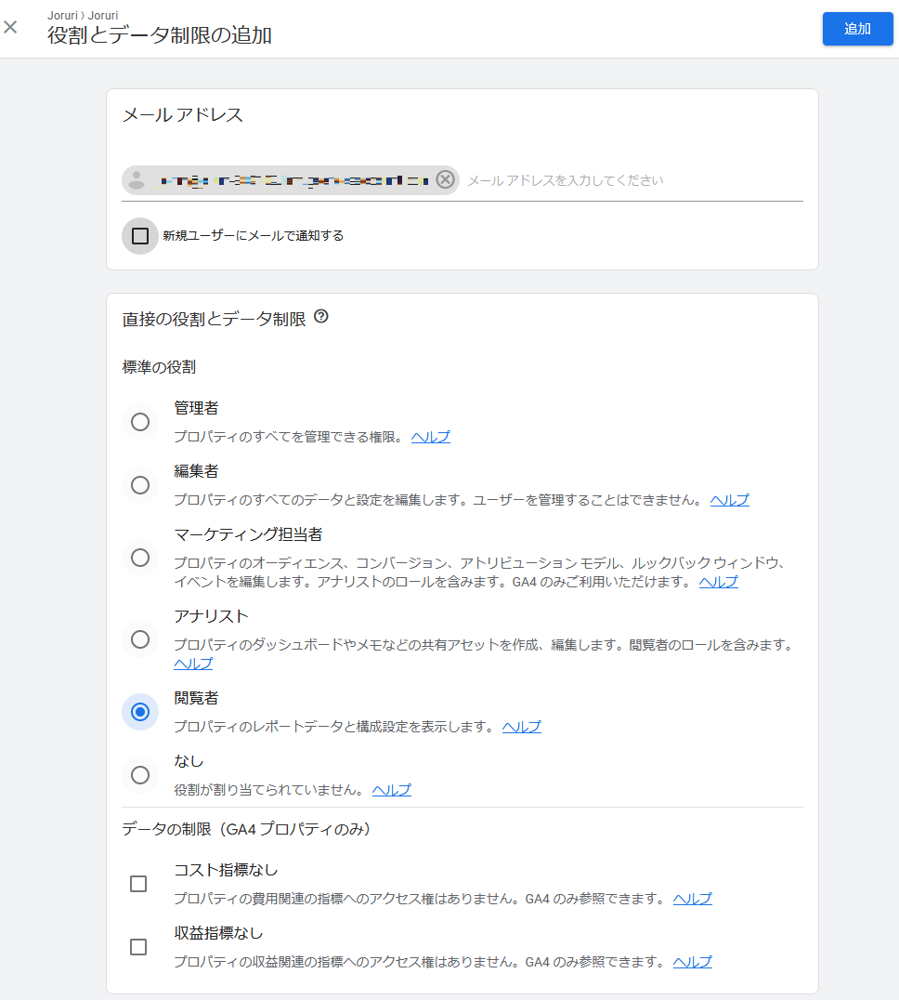 Joruri 〉 Joruri
役割とデータ制限の追加
追加
メール アドレス
メール アドレスを入力してください
新規ユーザーにメールで通知する
直接の役割とデータ制限
標準の役割
管理者
プロパティのすべてを管理できる権限。 ヘルプ
編集者
プロパティのすべてのデータと設定を編集します。ユーザーを管理することはできません。 ヘルプ
マーケティング担当者
プロパティのオーディエンス、コンバージョン、アトリビューション モデル、ルックバック ウィンドウ、
イベントを編集します。アナリストのロールを含みます。GA4 のみご利用いただけます。 ヘルプ
アナリスト
プロパティのダッシュボードやメモなどの共有アセットを作成、編集します。閲覧者のロールを含みます。
ヘルプ
閲覧者
プロパティのレポートデータと構成設定を表示します。 ヘルプ
なし
役割が割り当てられていません。 ヘルプ
データの制限（GA4 プロパティのみ）
コスト指標なし
プロパティの費用関連の指標へのアクセス権はありません。GA4 のみ参照できます。 ヘルプ
収益指標なし
プロパティの収益関連の指標へのアクセス権はありません。GA4 のみ参照できます。 ヘルプ